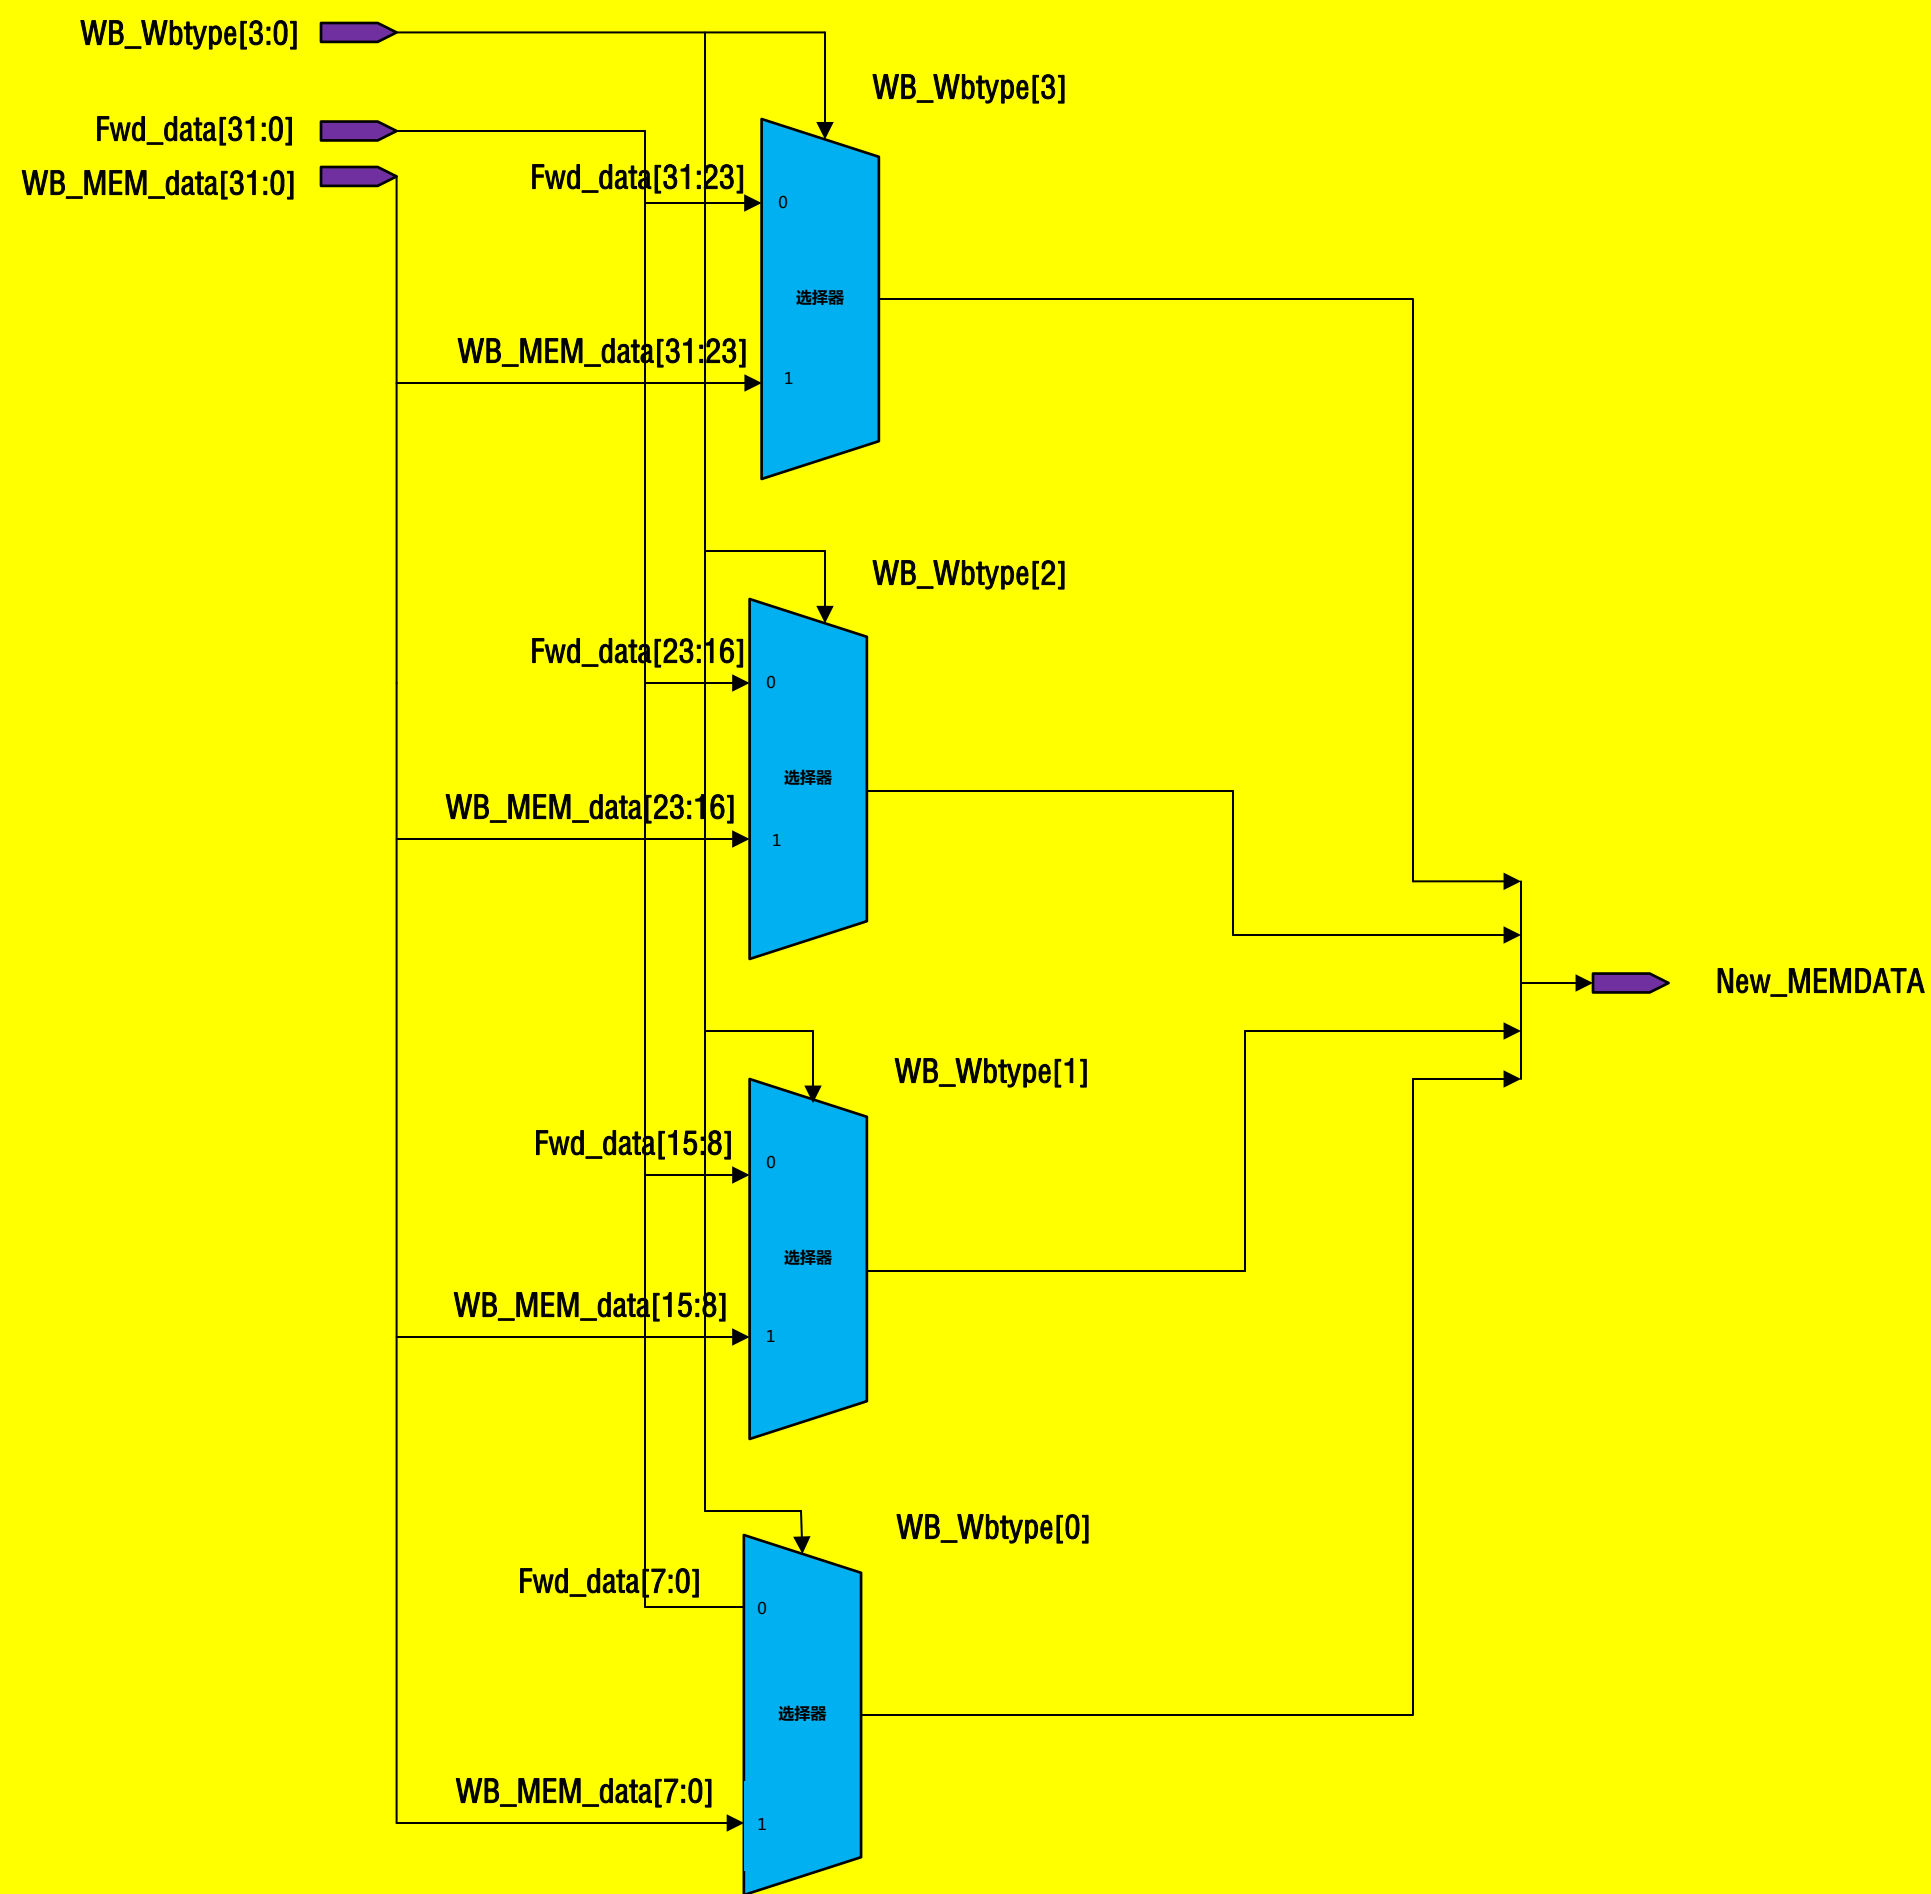 WB_Wbtype[3:0]
WB_Wbtype[3]
Fwd_data[31:0]
WB_MEM_data[31:0]
Fwd_data[31:23]
0
选择器
WB_MEM_data[31:23]
1
WB_Wbtype[2]
Fwd_data[23:16]
0
选择器
WB_MEM_data[23:16]
1
New_MEMDATA
WB_Wbtype[1]
Fwd_data[15:8]
0
选择器
WB_MEM_data[15:8]
1
WB_Wbtype[0]
Fwd_data[7:0]
0
选择器
WB_MEM_data[7:0]
1